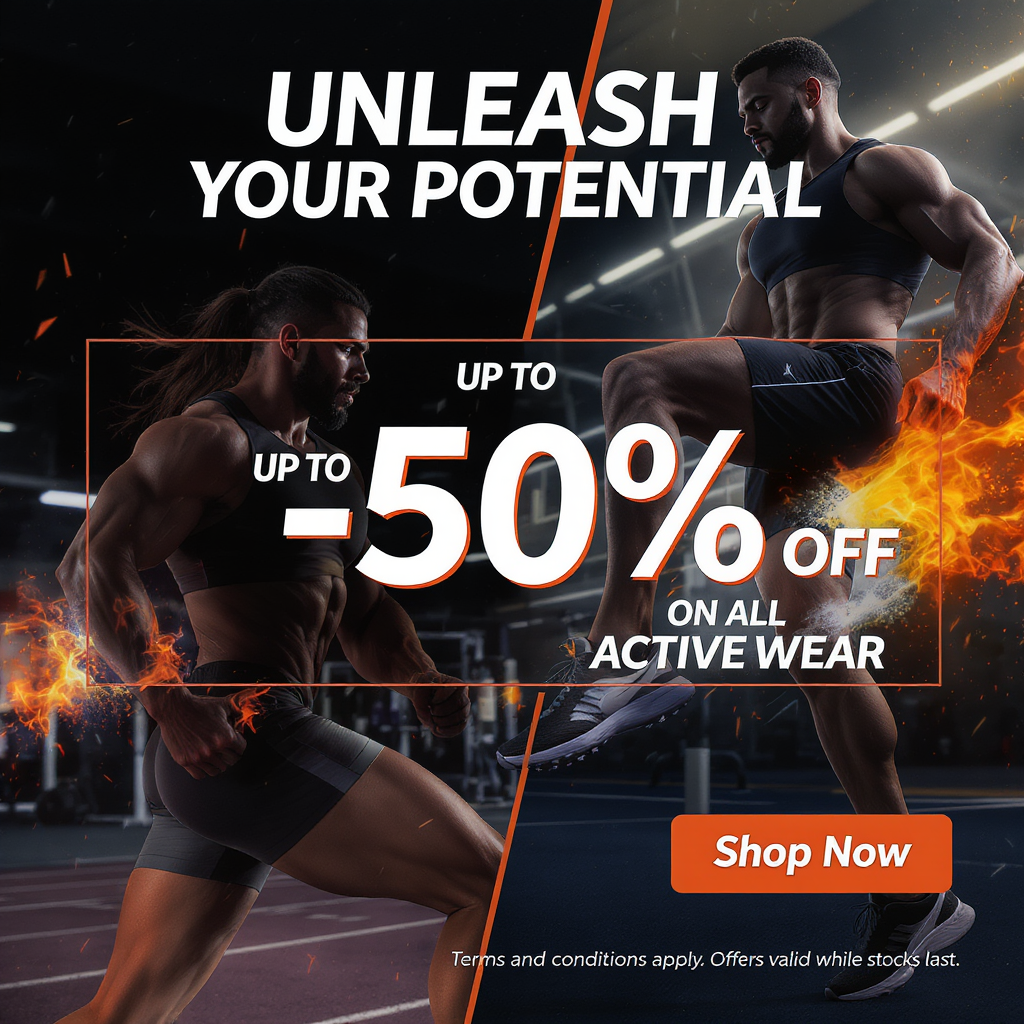 UNLEASH
YOUR POTENTIAL
UP TO
UP TO
-50% OFF
ON ALL
ACTIVE WEAR
Shop Now
Terms and conditions apply. Offers valid while stocks last.